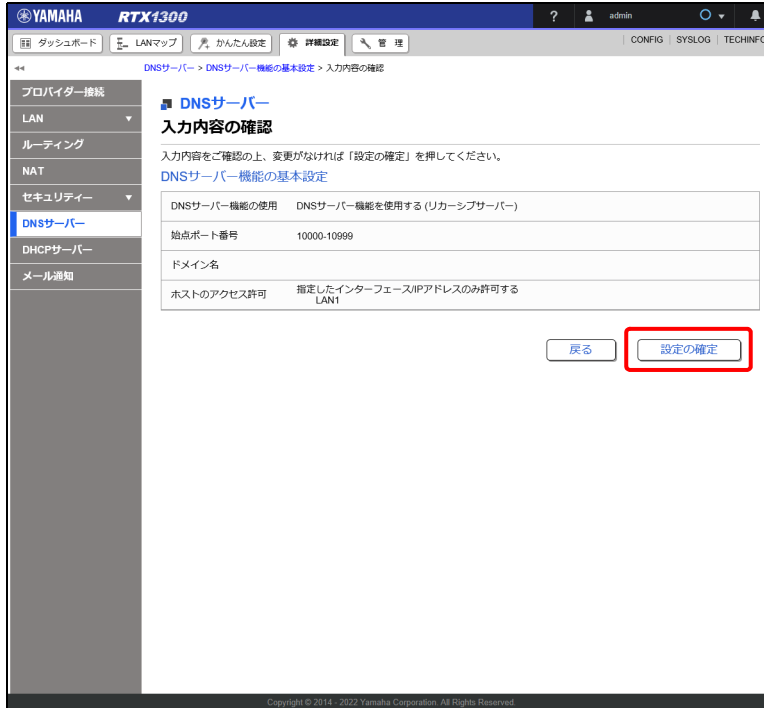 YAMAHA RTX1300 ? admin
ダッシュボード LANマップ かんたん設定 詳細設定 管 理 CONFIG SYSLOG TECHINFO
DNSサーバー > DNSサーバー機能の基本設定 > 入力内容の確認
プロバイダー接続
LAN
ルーティング
NAT
セキュリティー
DNSサーバー
DHCPサーバー
メール通知
DNSサーバー
入力内容の確認
入力内容をご確認の上、変更がなければ「設定の確定」を押してください。
DNSサーバー機能の基本設定
DNSサーバー機能の使用 DNSサーバー機能を使用する (リカーシブサーバー)
始点ポート番号 10000-10999
ドメイン名
ホストのアクセス許可 指定したインターフェース/IPアドレスのみ許可する
LAN1
戻る 設定の確定
Copyright © 2014 - 2022 Yamaha Corporation. All Rights Reserved.